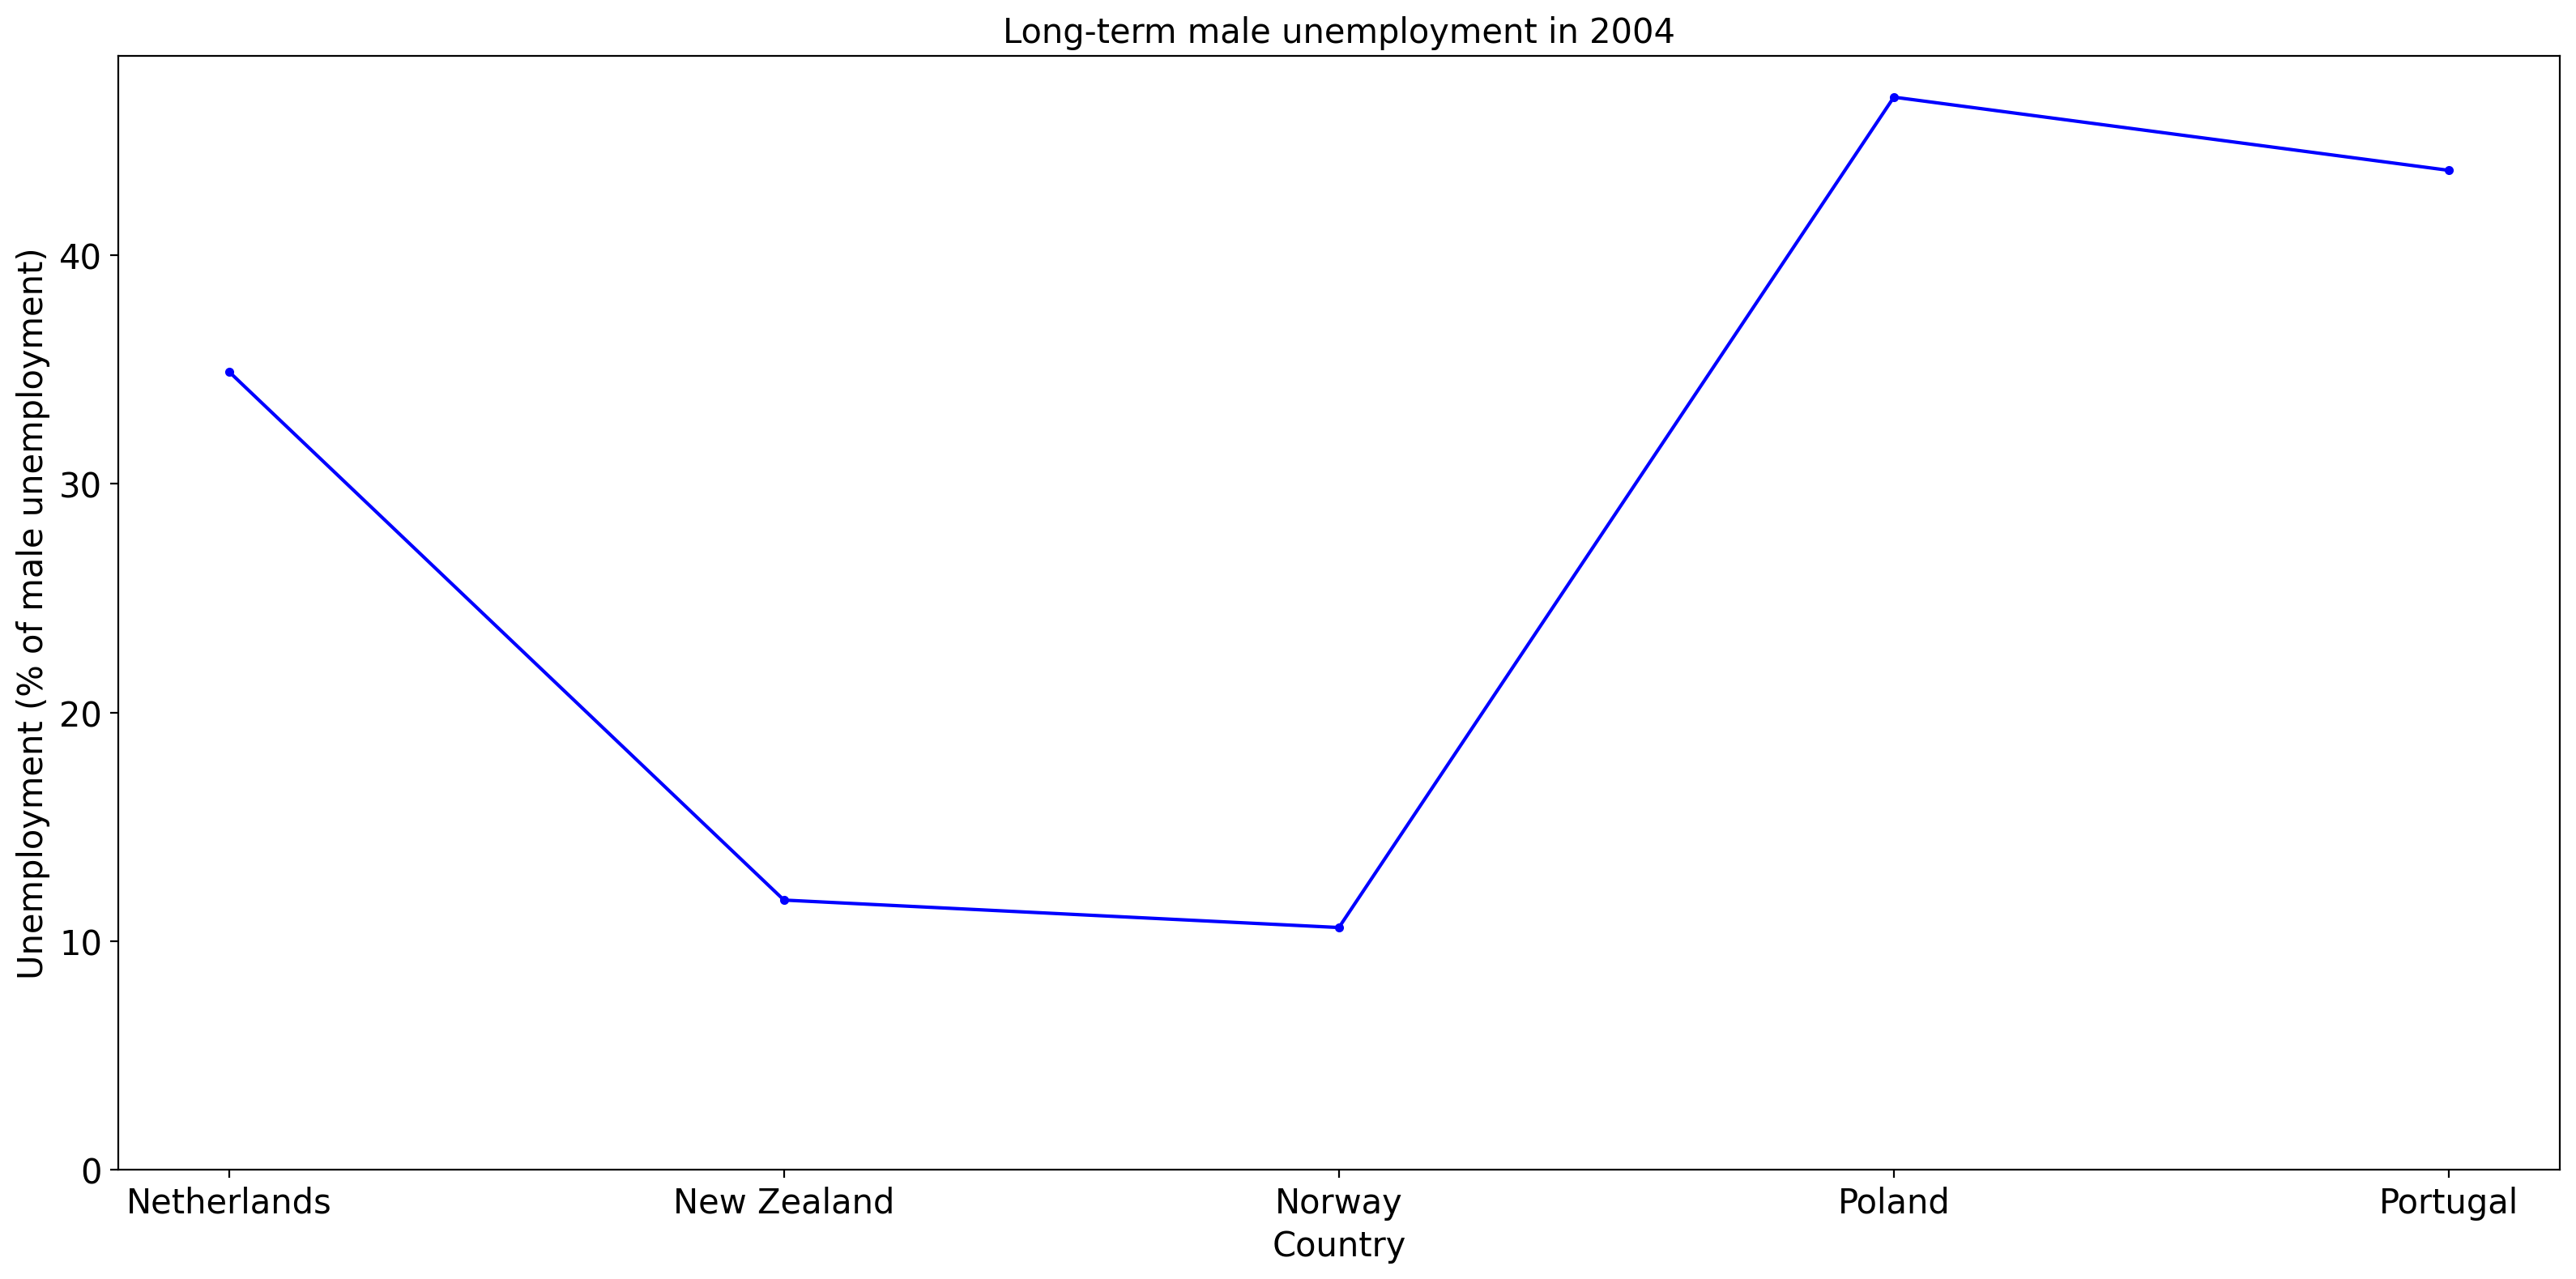 Long-term male unemployment in 2004
Unemployment (% of male unemployment)
40
30
20
10
0
Netherlands New Zealand Norway Poland Portugal
Country